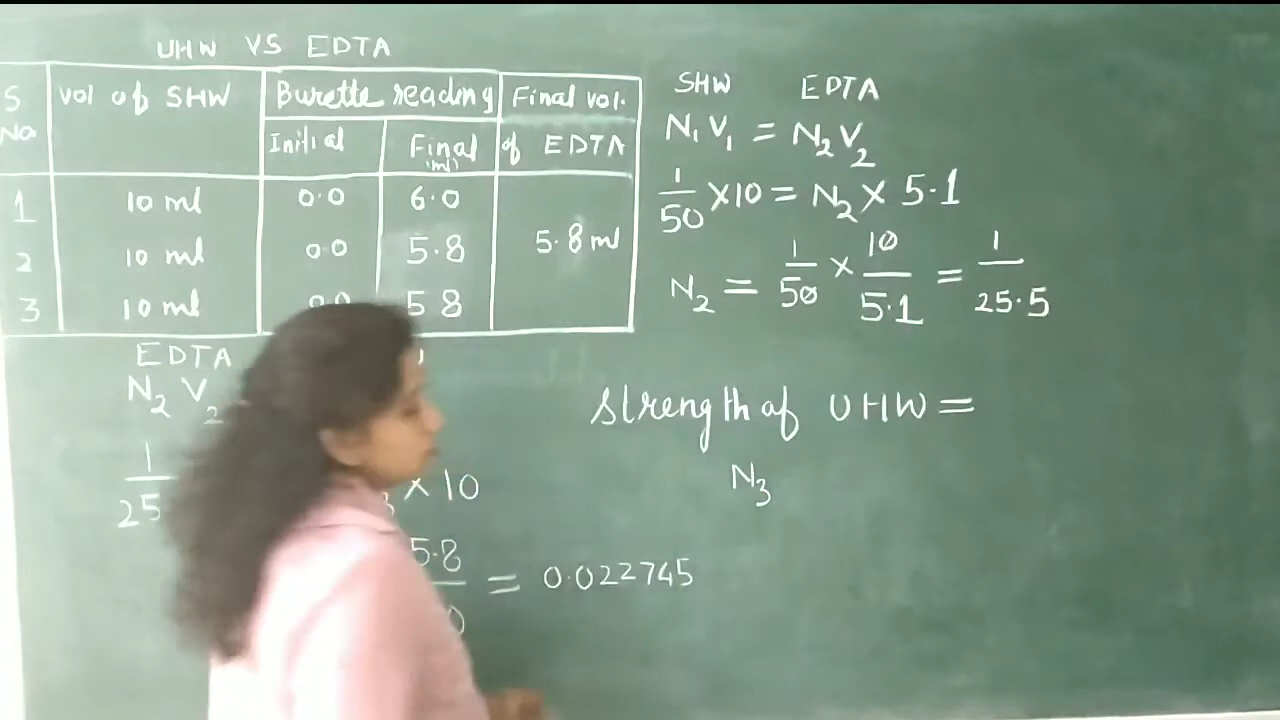 UHW VS EDTA
S No vol of SHW Burette reading Final vol. of EDTA
Initial Final (ml)
1 10 ml 0.0 6.0
2 10 ml 0.0 5.8 5.8 ml
3 10 ml 0.0 5.8
EDTA
N₂ V₂
1/25
× 10
5.8
= 0.022745
SHW EDTA
N₁V₁ = N₂V₂
1/50 × 10 = N₂ × 5.1
N₂ = 1/50 × 10/5.1 = 1/25.5
Strength of UHW =
N₃